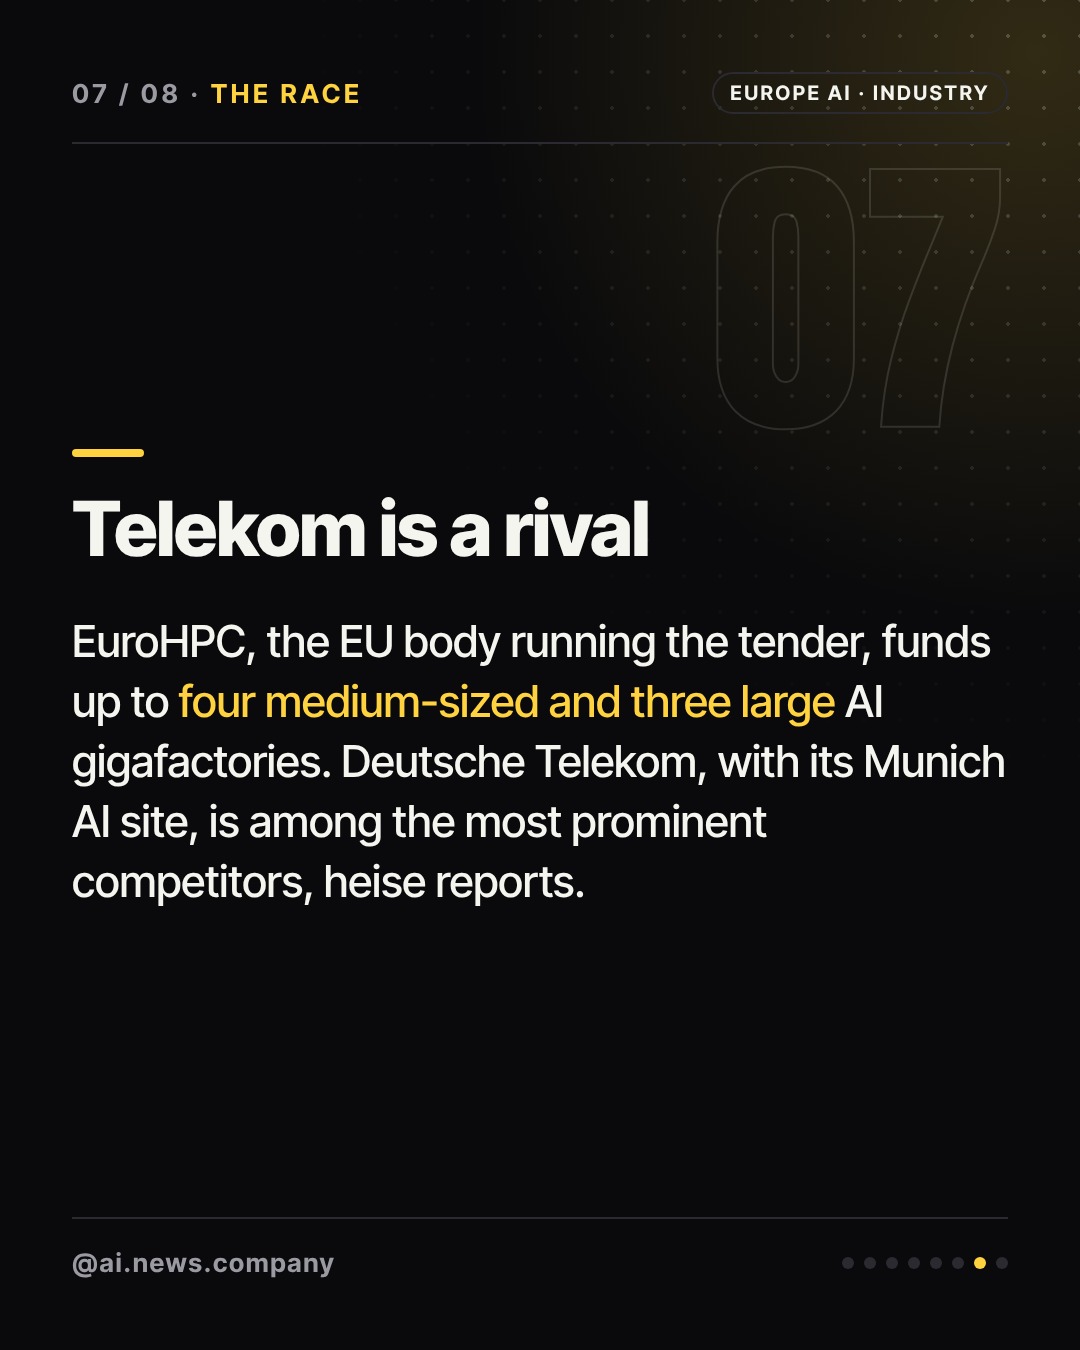 07 / 08 · THE RACE
EUROPE AI · INDUSTRY
07
Telekom is a rival
EuroHPC, the EU body running the tender, funds
up to four medium-sized and three large AI
gigafactories. Deutsche Telekom, with its Munich
AI site, is among the most prominent
competitors, heise reports.
@ai.news.company